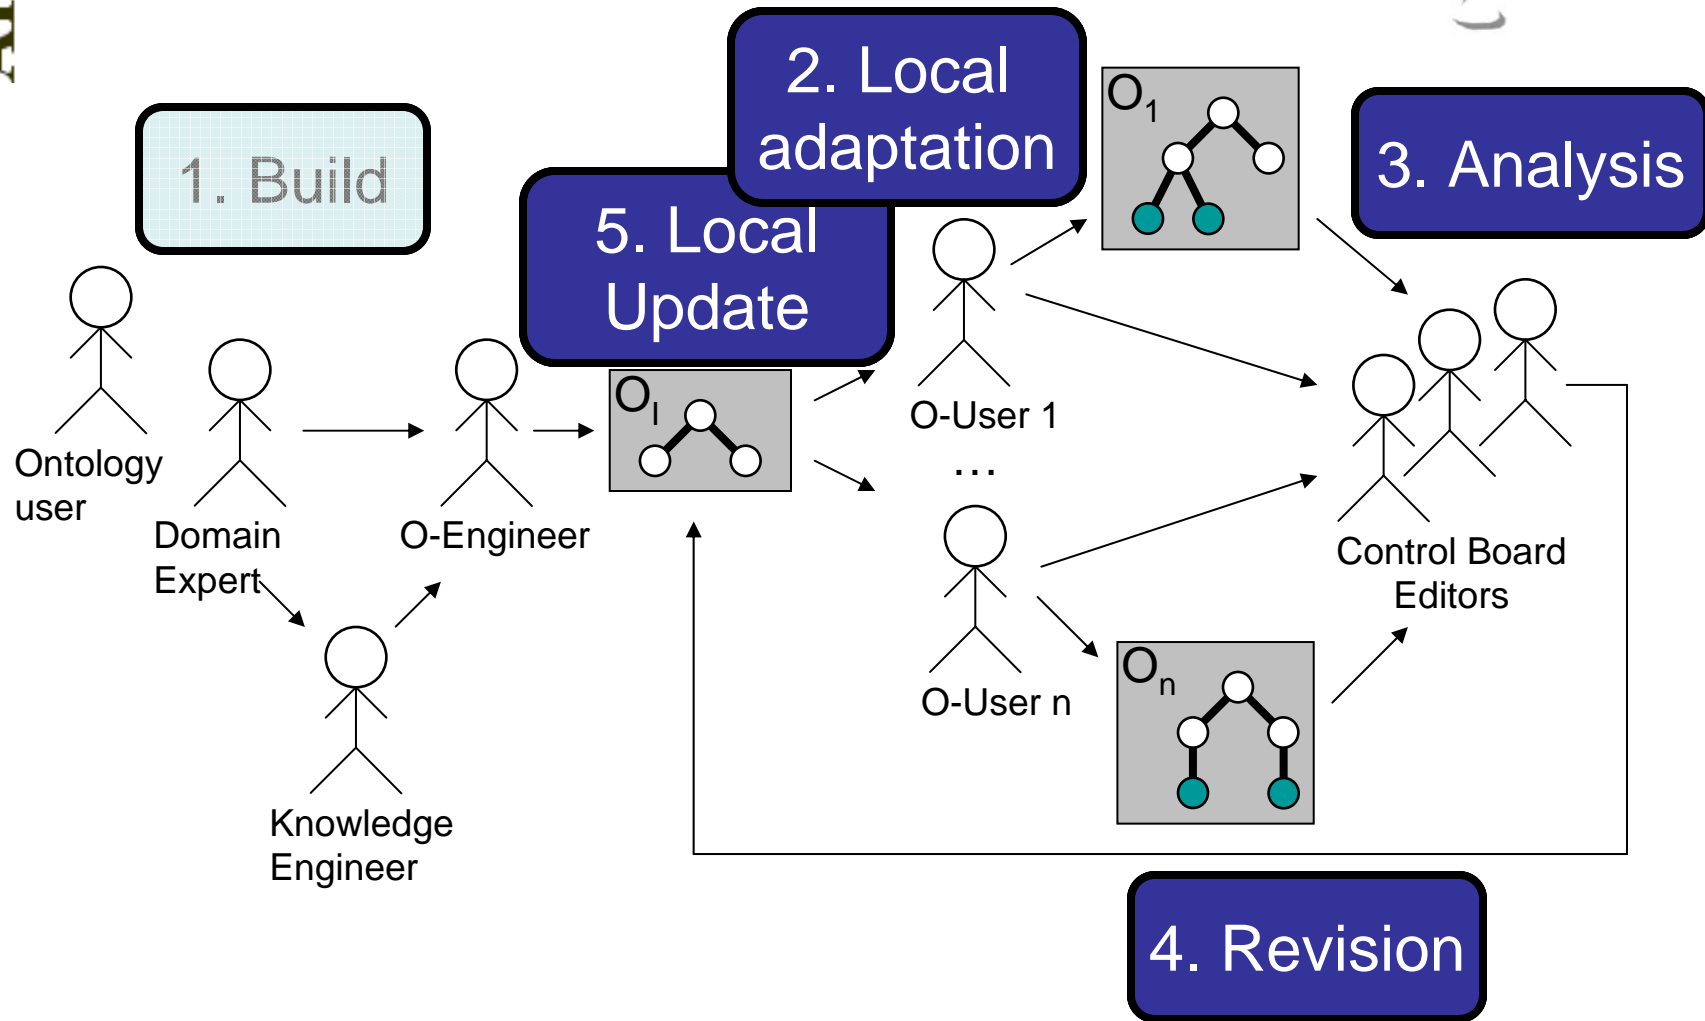 2. Local
adaptation
O1
3. Analysis
1. Build
5. Local
Update
OI
O-User 1
...
Ontology
user
Domain
Expert
O-Engineer
Control Board
Editors
On
O-User n
Knowledge
Engineer
4. Revision